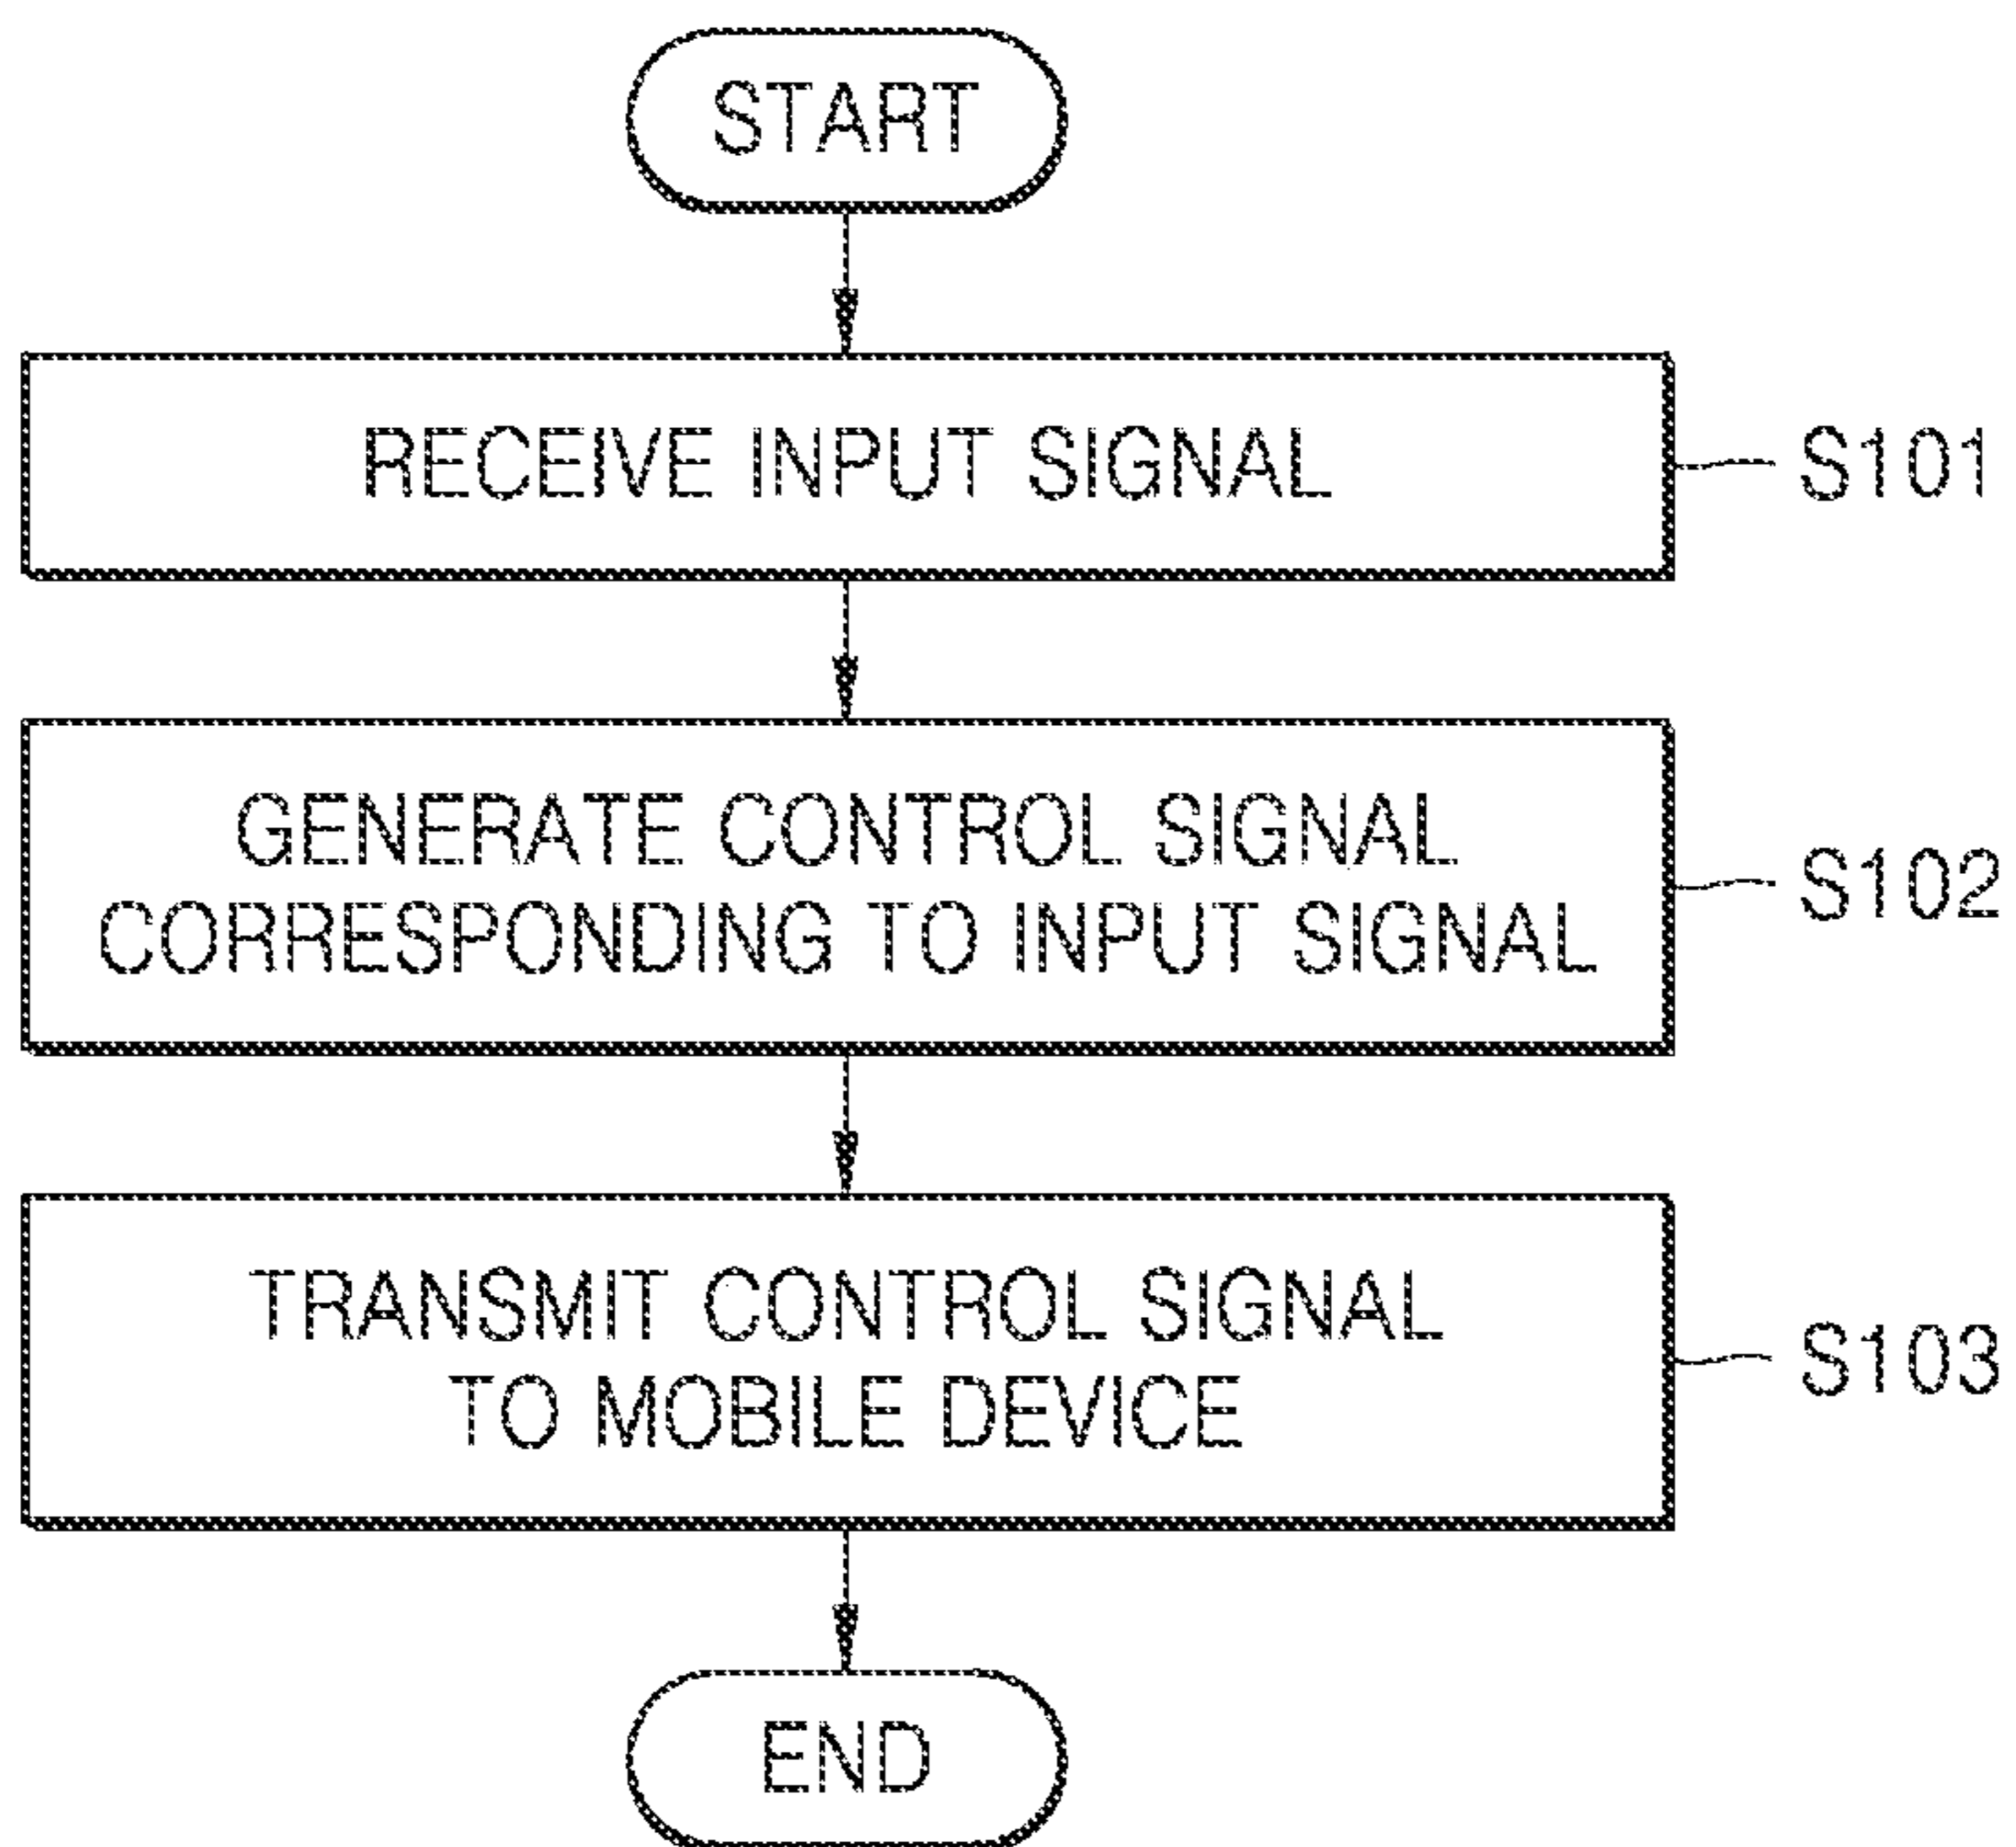 START
RECEIVE INPUT SIGNAL
S101
GENERATE CONTROL SIGNAL
CORRESPONDING TO INPUT SIGNAL
S102
TRANSMIT CONTROL SIGNAL
TO MOBILE DEVICE
S103
END